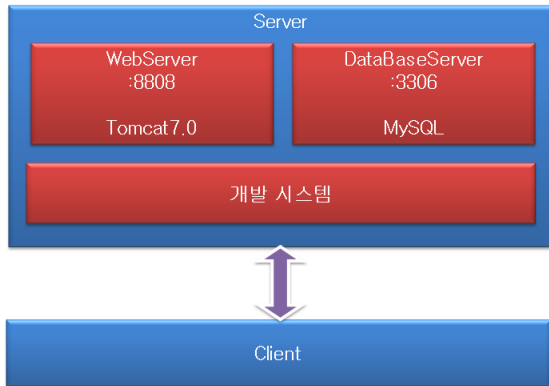 Server
WebServer
:8808
Tomcat7.0
DataBaseServer
:3306
MySQL
개발 시스템
Client